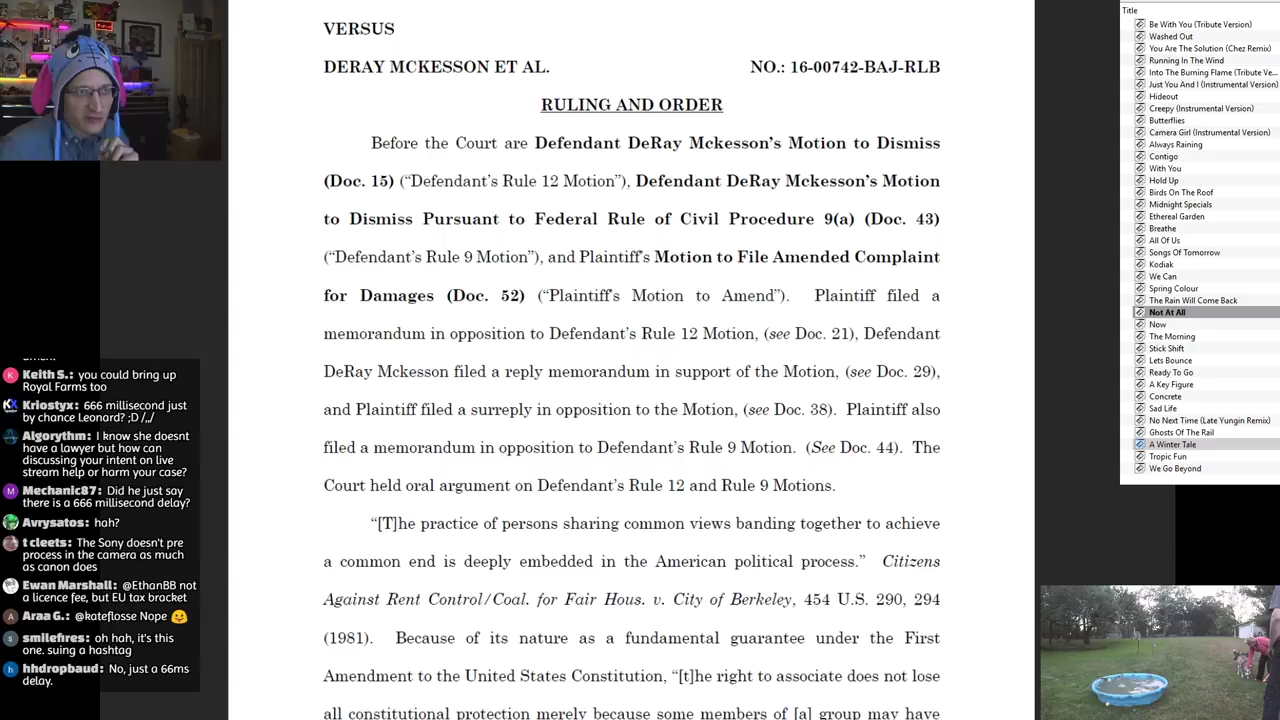 VERSUS
DERAY MCKESSON ET AL. NO.: 16-00742-BAJ-RLB
RULING AND ORDER
Before the Court are Defendant DeRay Mckesson's Motion to Dismiss
(Doc. 15) (“Defendant's Rule 12 Motion”), Defendant DeRay Mckesson's Motion
to Dismiss Pursuant to Federal Rule of Civil Procedure 9(a) (Doc. 43)
(“Defendant's Rule 9 Motion”), and Plaintiff's Motion to File Amended Complaint
for Damages (Doc. 52) (“Plaintiff's Motion to Amend”). Plaintiff filed a
memorandum in opposition to Defendant's Rule 12 Motion, (see Doc. 21), Defendant
DeRay Mckesson filed a reply memorandum in support of the Motion, (see Doc. 29),
and Plaintiff filed a surreply in opposition to the Motion, (see Doc. 38). Plaintiff also
filed a memorandum in opposition to Defendant's Rule 9 Motion. (See Doc. 44). The
Court held oral argument on Defendant's Rule 12 and Rule 9 Motions.
“[T]he practice of persons sharing common views banding together to achieve
a common end is deeply embedded in the American political process.” Citizens
Against Rent Control/Coal. for Fair Hous. v. City of Berkeley, 454 U.S. 290, 294
(1981). Because of its nature as a fundamental guarantee under the First
Amendment to the United States Constitution, “[t]he right to associate does not lose
all constitutional protection merely because some members of [a] group may have
Keith S.: you could bring up
Royal Farms too
Kriostyx: 666 millisecond just
by chance Leonard? ;D /,,/
Algorythm: I know she doesnt
have a lawyer but how can
discussing your intent on live
stream help or harm your case?
Mechanic87: Did he just say
there is a 666 millisecond delay?
Avrysatos: hah?
t cleets: The Sony doesn't pre
process in the camera as much
as canon does
Ewan Marshall: @EthonBB not
a licence fee, but EU tax bracket
Araa G.: @kateflosse Nope 🤗
smilefires: oh hah, it's this
one. suing a hashtag
hhdropbaud: No, just a 66ms
delay.
Title
Be With You (Tribute Version)
Washed Out
You Are The Solution (Chez Remix)
Running In The Wind
Into The Burning Flame (Tribute Ve...
Just You And I (Instrumental Version)
Hideout
Creepy (Instrumental Version)
Butterflies
Camera Girl (Instrumental Version)
Always Raining
Contigo
With You
Hold Up
Birds On The Roof
Midnight Specials
Ethereal Garden
Breathe
All Of Us
Songs Of Tomorrow
Kodiak
We Can
Spring Colour
The Rain Will Come Back
Not At All
Now
The Morning
Stick Shift
Lets Bounce
Ready To Go
A Key Figure
Concrete
Sad Life
No Next Time (Late Yungin Remix)
Ghosts Of The Rail
A Winter Tale
Tropic Fun
We Go Beyond